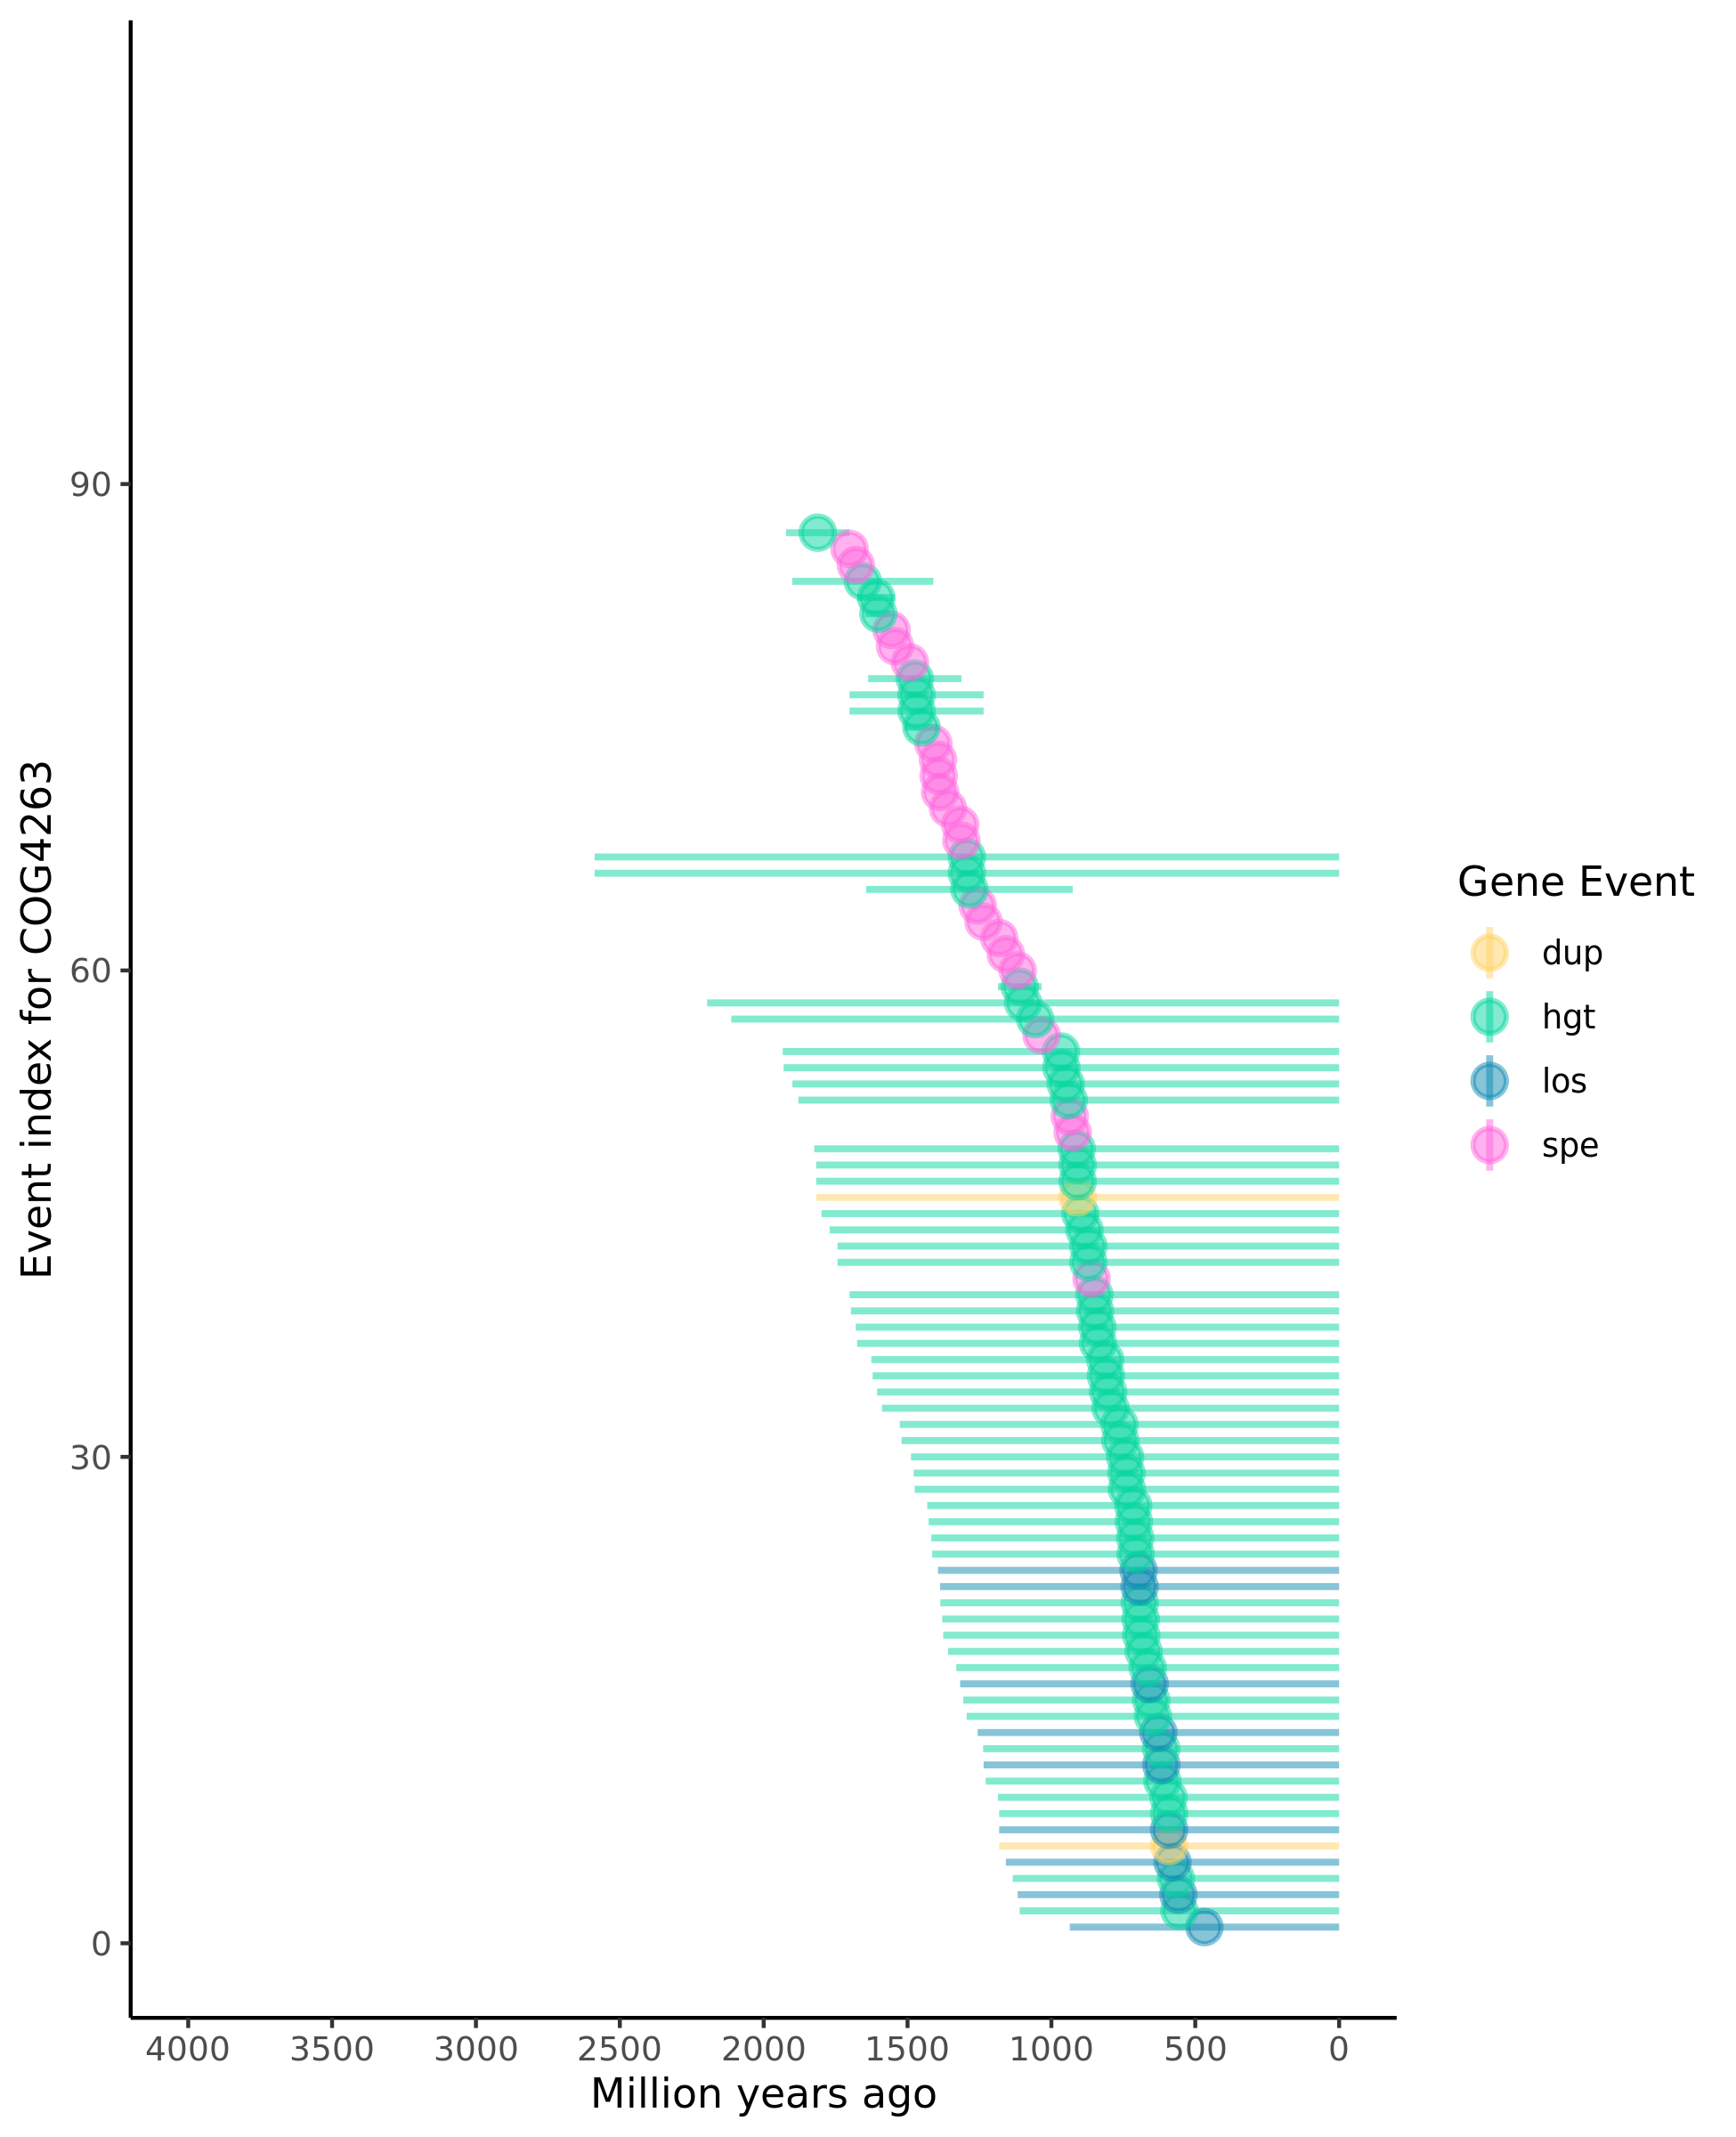 Event index for COG4263
90
60
30
0
4000 3500 3000 2500 2000 1500 1000 500 0
Million years ago
Gene Event
dup
hgt
los
spe